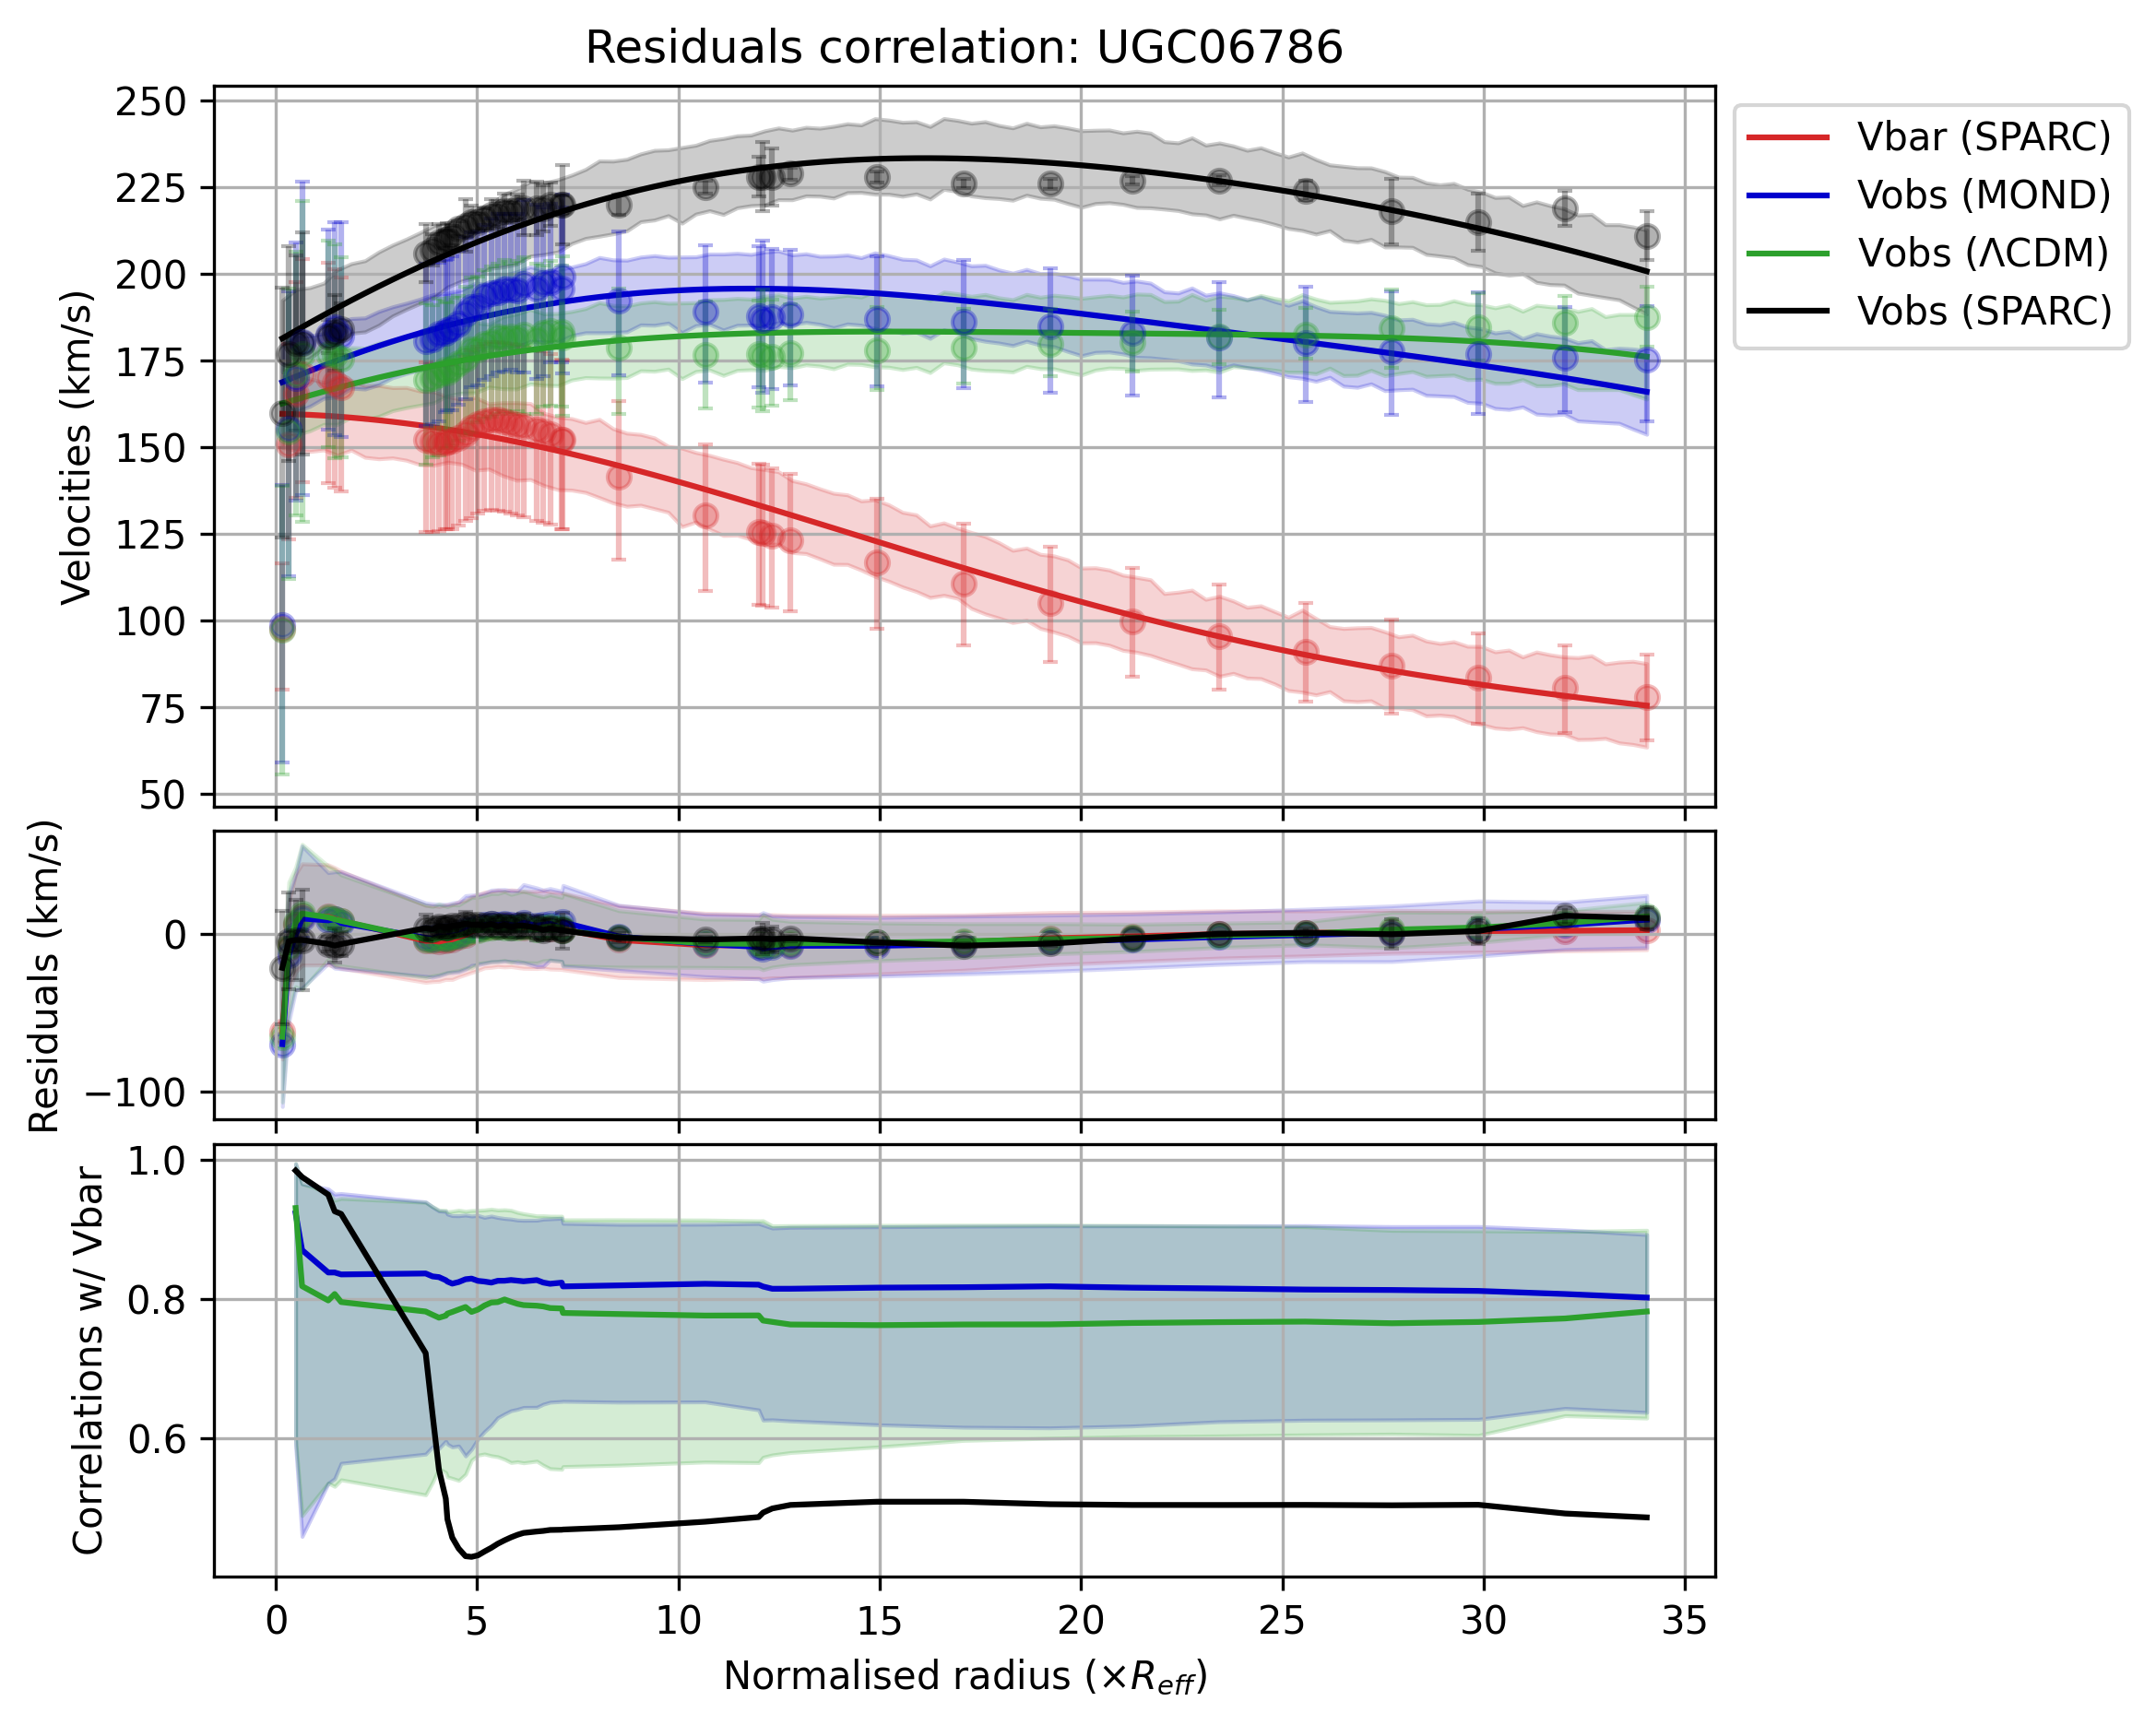 Residuals correlation: UGC06786
Velocities (km/s)
250
225
200
175
150
125
100
75
50
Vbar (SPARC)
Vobs (MOND)
Vobs (ΛCDM)
Vobs (SPARC)
Residuals (km/s)
0
−100
Correlations w/ Vbar
1.0
0.8
0.6
0 5 10 15 20 25 30 35
Normalised radius (×R_eff)